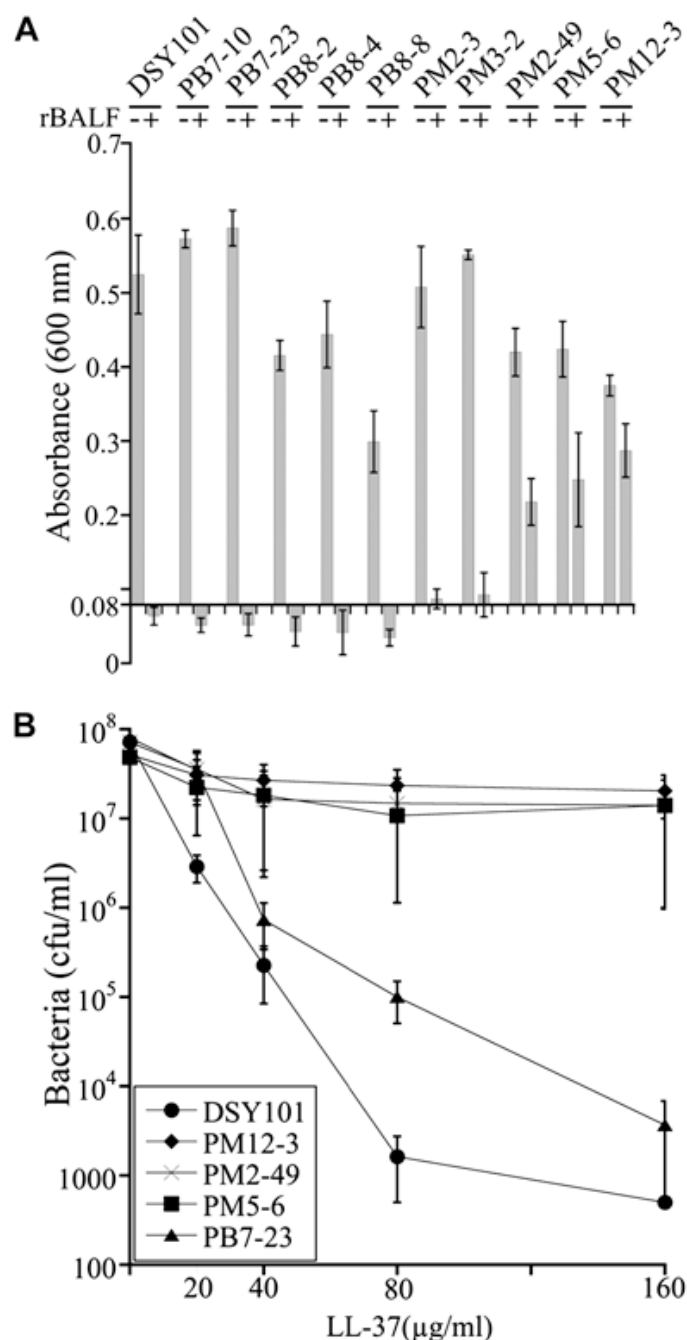 A
DSY101 PB7-10 PB7-23 PB8-2 PB8-4 PB8-8 PM2-3 PM3-2 PM2-49 PM5-6 PM12-3
rBALF -+ -+ -+ -+ -+ -+ -+ -+ -+ -+ -+
0.7
0.6
0.5
0.4
0.3
0.2
0.08
0
Absorbance (600 nm)
B
10⁸
10⁷
10⁶
10⁵
10⁴
1000
100
Bacteria (cfu/ml)
DSY101
PM12-3
PM2-49
PM5-6
PB7-23
20 40 80 160
LL-37(µg/ml)